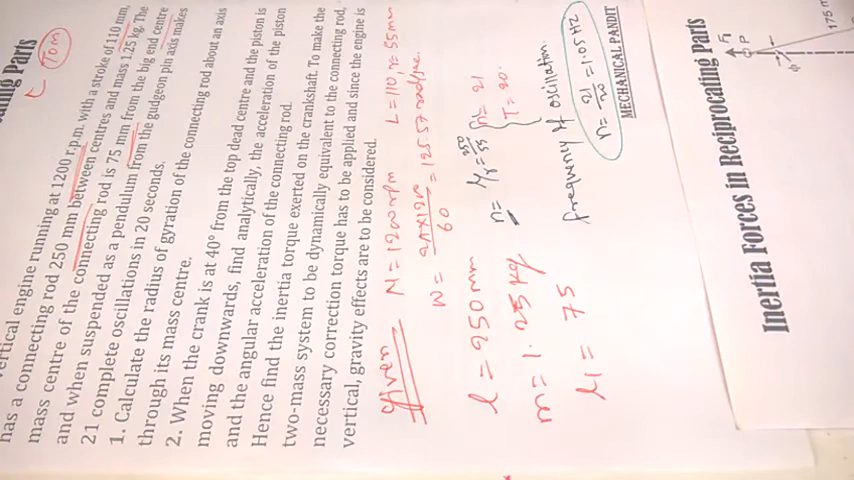 ating Parts
TOM
ertical engine running at 1200 r.p.m. with a stroke of 110 mm,
has a connecting rod 250 mm between centres and mass 1.25 kg. The
mass centre of the connecting rod is 75 mm from the big end centre
and when suspended as a pendulum from the gudgeon pin axis makes
21 complete oscillations in 20 seconds.
1. Calculate the radius of gyration of the connecting rod about an axis
through its mass centre.
2. When the crank is at 40° from the top dead centre and the piston is
moving downwards, find analytically, the acceleration of the piston
and the angular acceleration of the connecting rod.
Hence find the inertia torque exerted on the crankshaft. To make the
two-mass system to be dynamically equivalent to the connecting rod,
necessary correction torque has to be applied and since the engine is
vertical, gravity effects are to be considered.
Given N = 1200 rpm L = 110, r = 55mm
W = 2π×1200/60 = 125.57 rad/sec.
l = 250 mm n = l/r = 250/55 n = 21
m = 1.25 kg T = 20.
l1 = 75 frequency of oscillation.
n = 21/20 = 1.05 HZ
MECHANICAL PANDIT
Inertia Forces in Reciprocating Parts
P
175 m